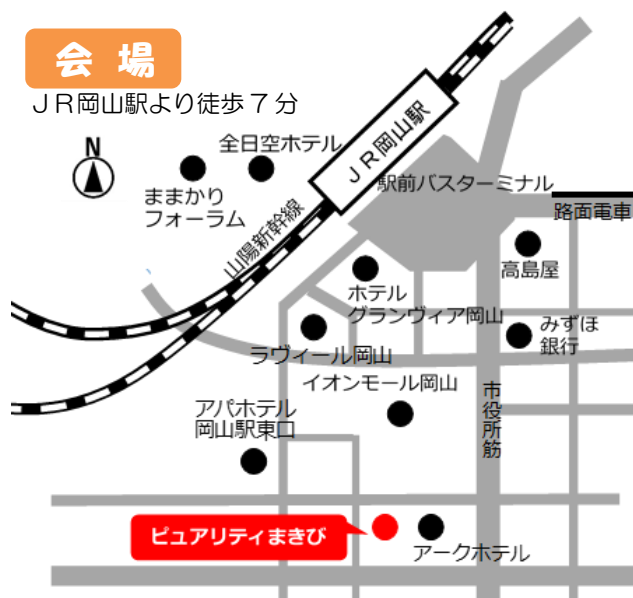 会 場
JR岡山駅より徒歩7分
N
全日空ホテル
ままかり
フォーラム
JR岡山駅
山陽新幹線
駅前バスターミナル
路面電車
高島屋
ホテル
グランヴィア岡山
みずほ
銀行
ラヴィール岡山
イオンモール岡山
市役所筋
アパホテル
岡山駅東口
ピュアリティまきび
アークホテル